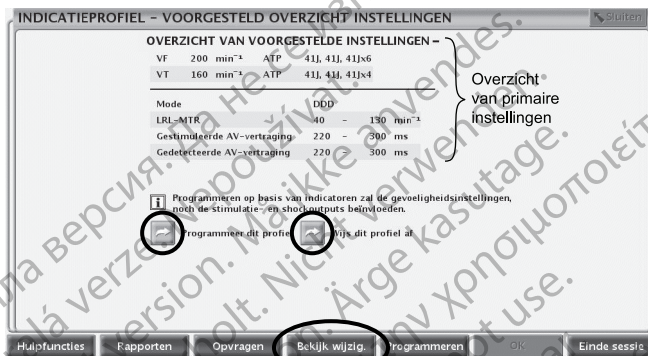 INDICATIEPROFIEL – VOORGESTELD OVERZICHT INSTELLINGEN
Sluiten
OVERZICHT VAN VOORGESTELDE INSTELLINGEN –
VF 200 min⁻¹ ATP 41J, 41J, 41Jx6
VT 160 min⁻¹ ATP 41J, 41J, 41Jx4
Overzicht
van primaire
instellingen
Mode DDD
LRL-MTR 40 – 130 min⁻¹
Gestimuleerde AV-vertraging 220 – 300 ms
Gedetecteerde AV-vertraging 220 – 300 ms
i Programmeren op basis van indicatoren zal de gevoeligheidsinstellingen,
noch de stimulatie- en shockoutputs beïnvloeden.
Programmeer dit profiel Wijs dit profiel af
Hulpfuncties Rapporten Opvragen Bekijk wijzig. Programmeren OK Einde sessie